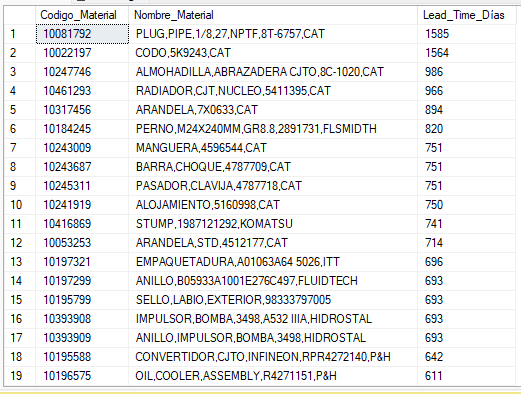 Codigo_Material Nombre_Material Lead_Time_Días
1 10081792 PLUG,PIPE,1/8,27,NPTF,8T-6757,CAT 1585
2 10022197 CODO,5K9243,CAT 1564
3 10247746 ALMOHADILLA,ABRAZADERA CJTO,8C-1020,CAT 986
4 10461293 RADIADOR,CJT,NUCLEO,5411395,CAT 966
5 10317456 ARANDELA,7X0633,CAT 894
6 10184245 PERNO,M24X240MM,GR8.8,2891731,FLSMIDTH 820
7 10243009 MANGUERA,4596544,CAT 751
8 10243687 BARRA,CHOQUE,4787709,CAT 751
9 10245311 PASADOR,CLAVIJA,4787718,CAT 751
10 10241919 ALOJAMIENTO,5160998,CAT 750
11 10416869 STUMP,1987121292,KOMATSU 741
12 10053253 ARANDELA,STD,4512177,CAT 714
13 10197321 EMPAQUETADURA,A01063A64 5026,ITT 696
14 10197299 ANILLO,B05933A1001E276C497,FLUIDTECH 693
15 10195799 SELLO,LABIO,EXTERIOR,98333797005 693
16 10393908 IMPULSOR,BOMBA,3498,A532 IIIA,HIDROSTAL 693
17 10393909 ANILLO,IMPULSOR,BOMBA,3498,HIDROSTAL 693
18 10195588 CONVERTIDOR,CJTO,INFINEON,RPR4272140,P&H 642
19 10196575 OIL,COOLER,ASSEMBLY,R4271151,P&H 611